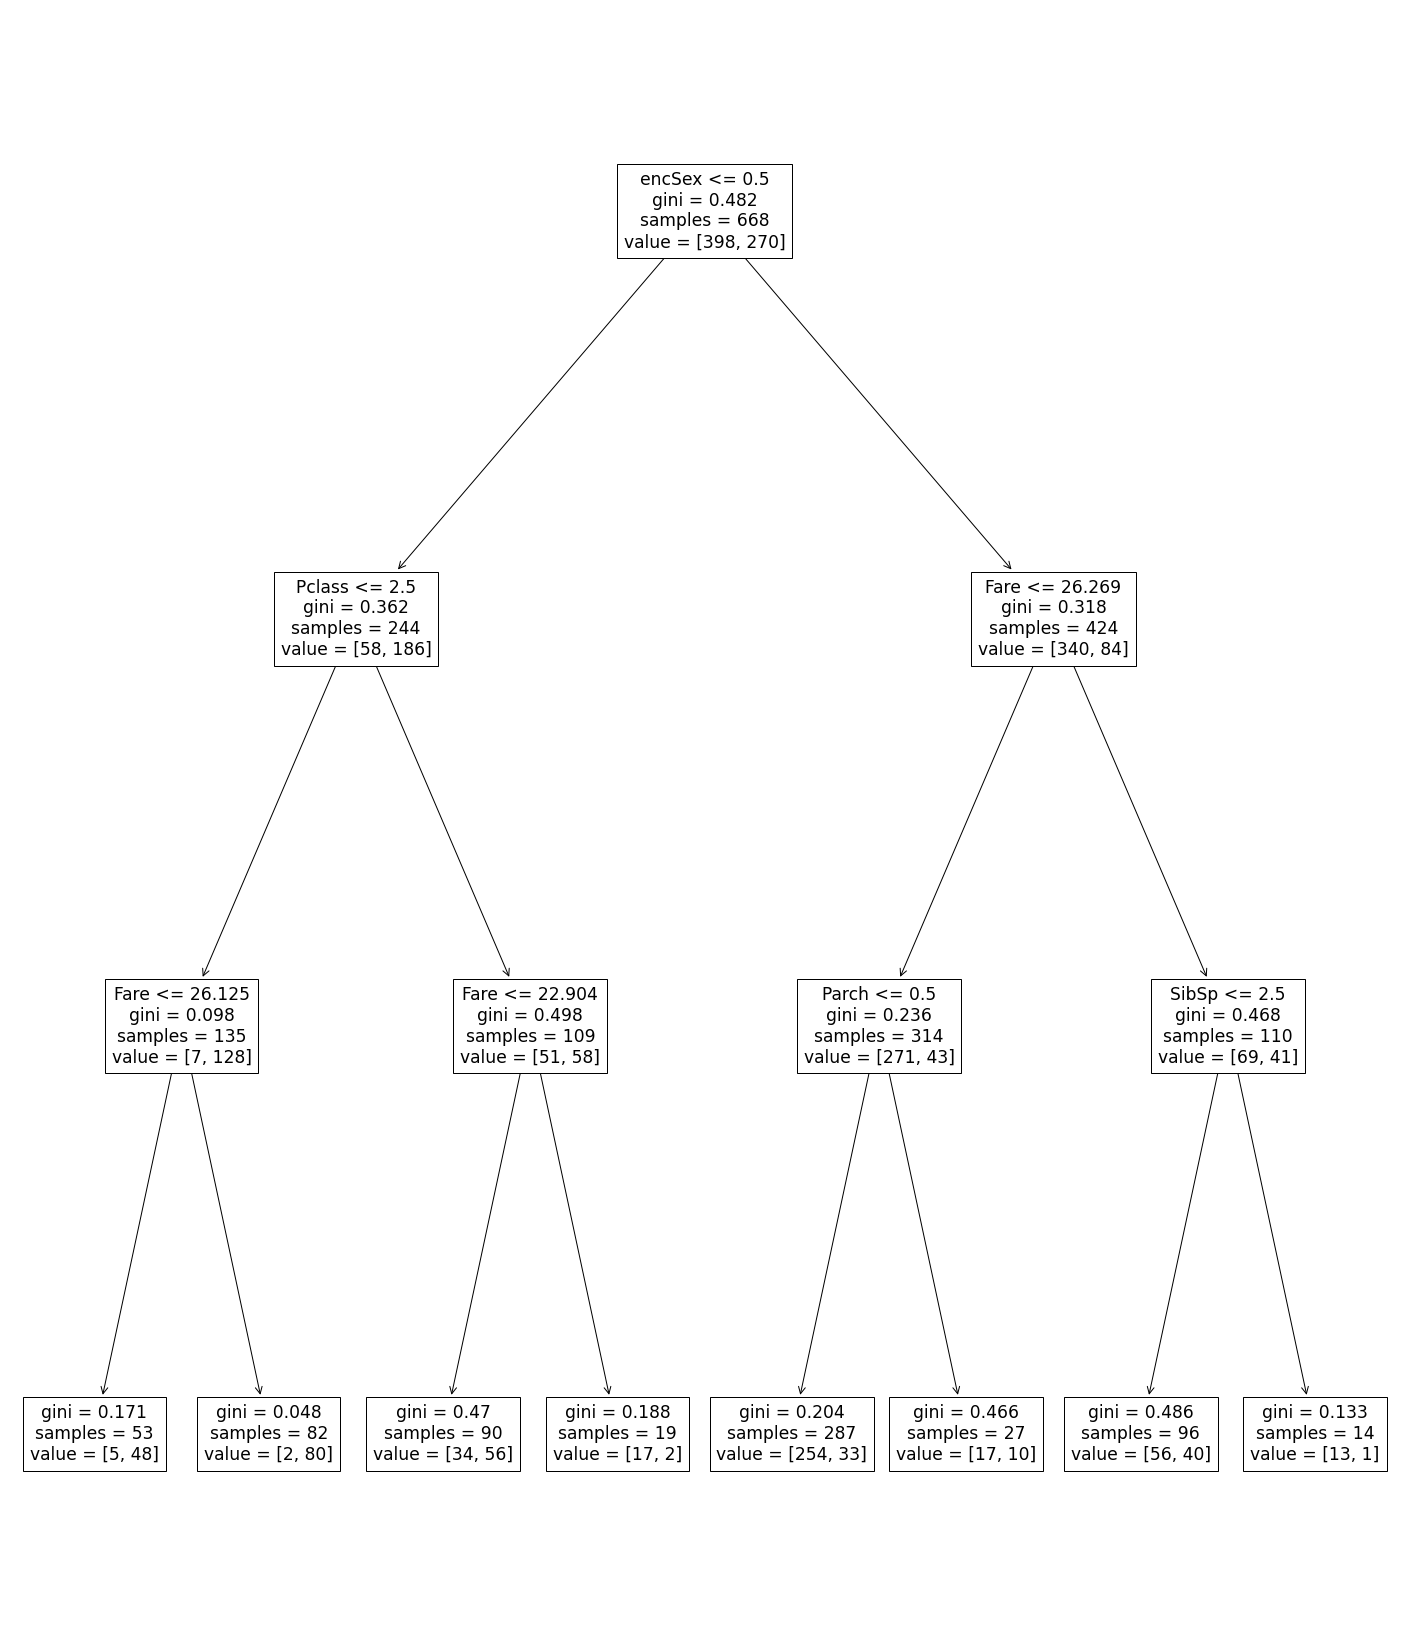 encSex <= 0.5
gini = 0.482
samples = 668
value = [398, 270]
Pclass <= 2.5
gini = 0.362
samples = 244
value = [58, 186]
Fare <= 26.269
gini = 0.318
samples = 424
value = [340, 84]
Fare <= 26.125
gini = 0.098
samples = 135
value = [7, 128]
Fare <= 22.904
gini = 0.498
samples = 109
value = [51, 58]
Parch <= 0.5
gini = 0.236
samples = 314
value = [271, 43]
SibSp <= 2.5
gini = 0.468
samples = 110
value = [69, 41]
gini = 0.171
samples = 53
value = [5, 48]
gini = 0.048
samples = 82
value = [2, 80]
gini = 0.47
samples = 90
value = [34, 56]
gini = 0.188
samples = 19
value = [17, 2]
gini = 0.204
samples = 287
value = [254, 33]
gini = 0.466
samples = 27
value = [17, 10]
gini = 0.486
samples = 96
value = [56, 40]
gini = 0.133
samples = 14
value = [13, 1]